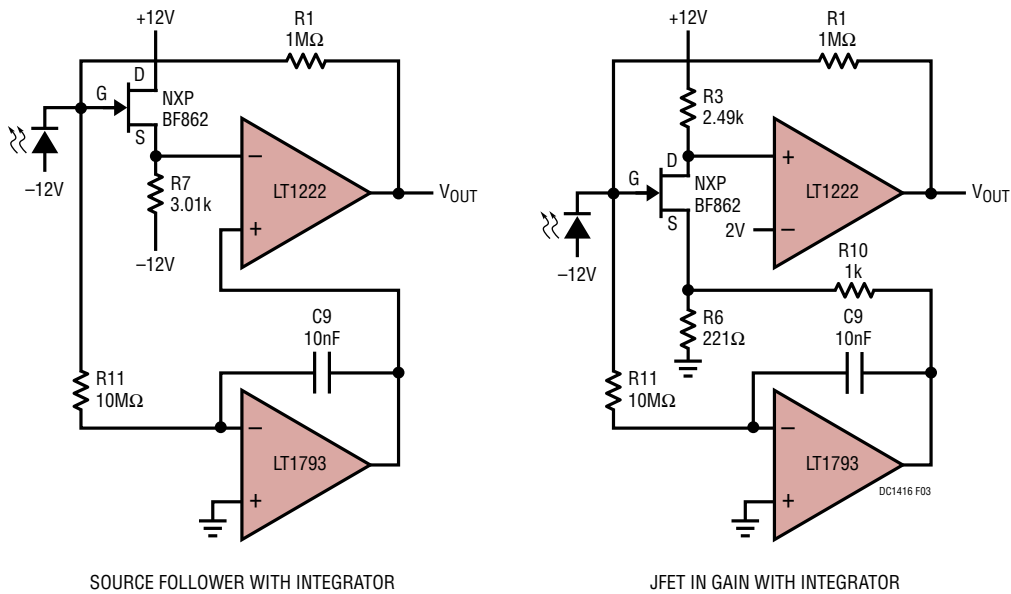 +12V
R1
1MΩ
D
G
NXP
BF862
S
–12V
R7
3.01k
–12V
–
+
LT1222
VOUT
C9
10nF
R11
10MΩ
–
+
LT1793
SOURCE FOLLOWER WITH INTEGRATOR
+12V
R1
1MΩ
R3
2.49k
D
G
NXP
BF862
S
–12V
+
2V
–
LT1222
VOUT
R10
1k
R6
221Ω
C9
10nF
R11
10MΩ
–
+
LT1793
DC1416 F03
JFET IN GAIN WITH INTEGRATOR